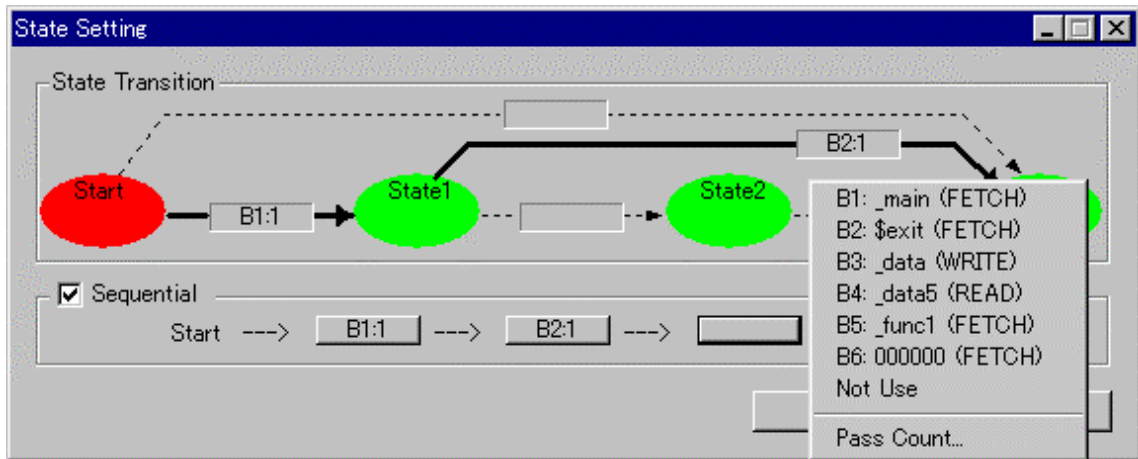 State Setting
State Transition
B2:1
Start
State1
State2
B1:1
Sequential
Start ---> B1:1 ---> B2:1 --->
B1: _main (FETCH)
B2: $exit (FETCH)
B3: _data (WRITE)
B4: _data5 (READ)
B5: _func1 (FETCH)
B6: 000000 (FETCH)
Not Use
Pass Count...